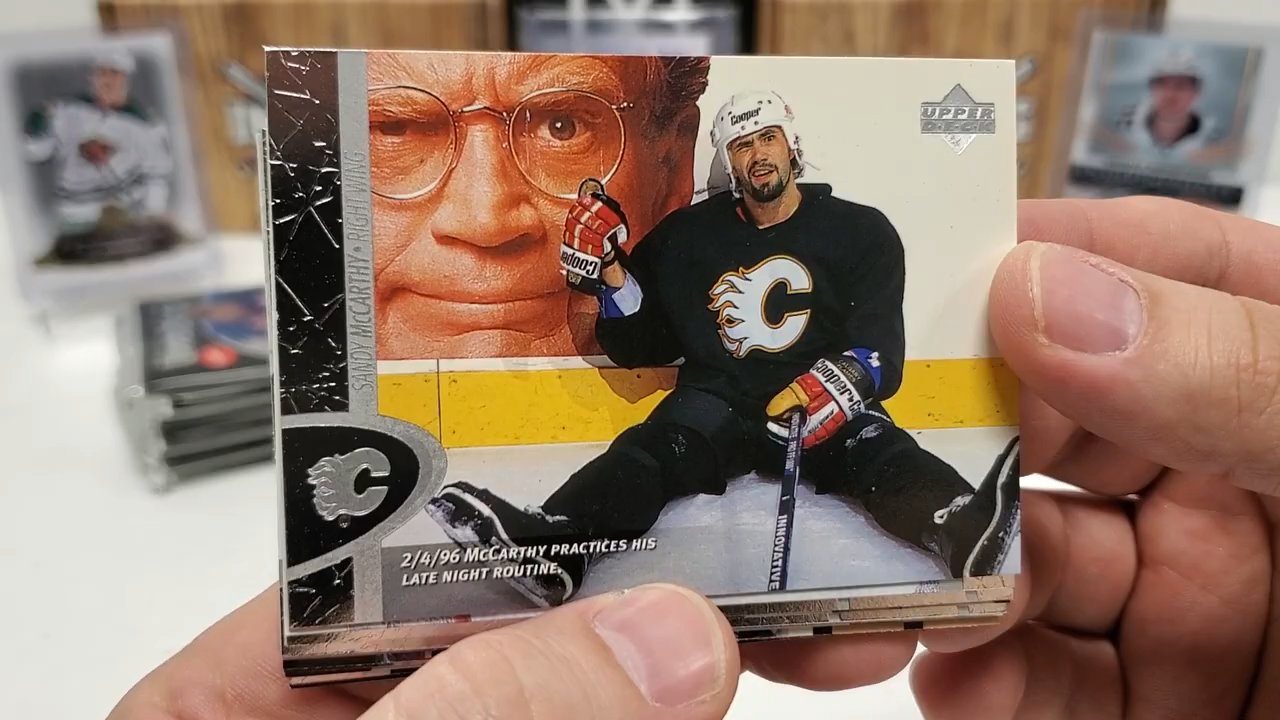 UPPER
DECK
Cooper
SANDY McCARTHY • RIGHT WING
Cooper
C
Cooper
C
INNOVATIVE
2/4/96 McCARTHY PRACTICES HIS
LATE NIGHT ROUTINE.